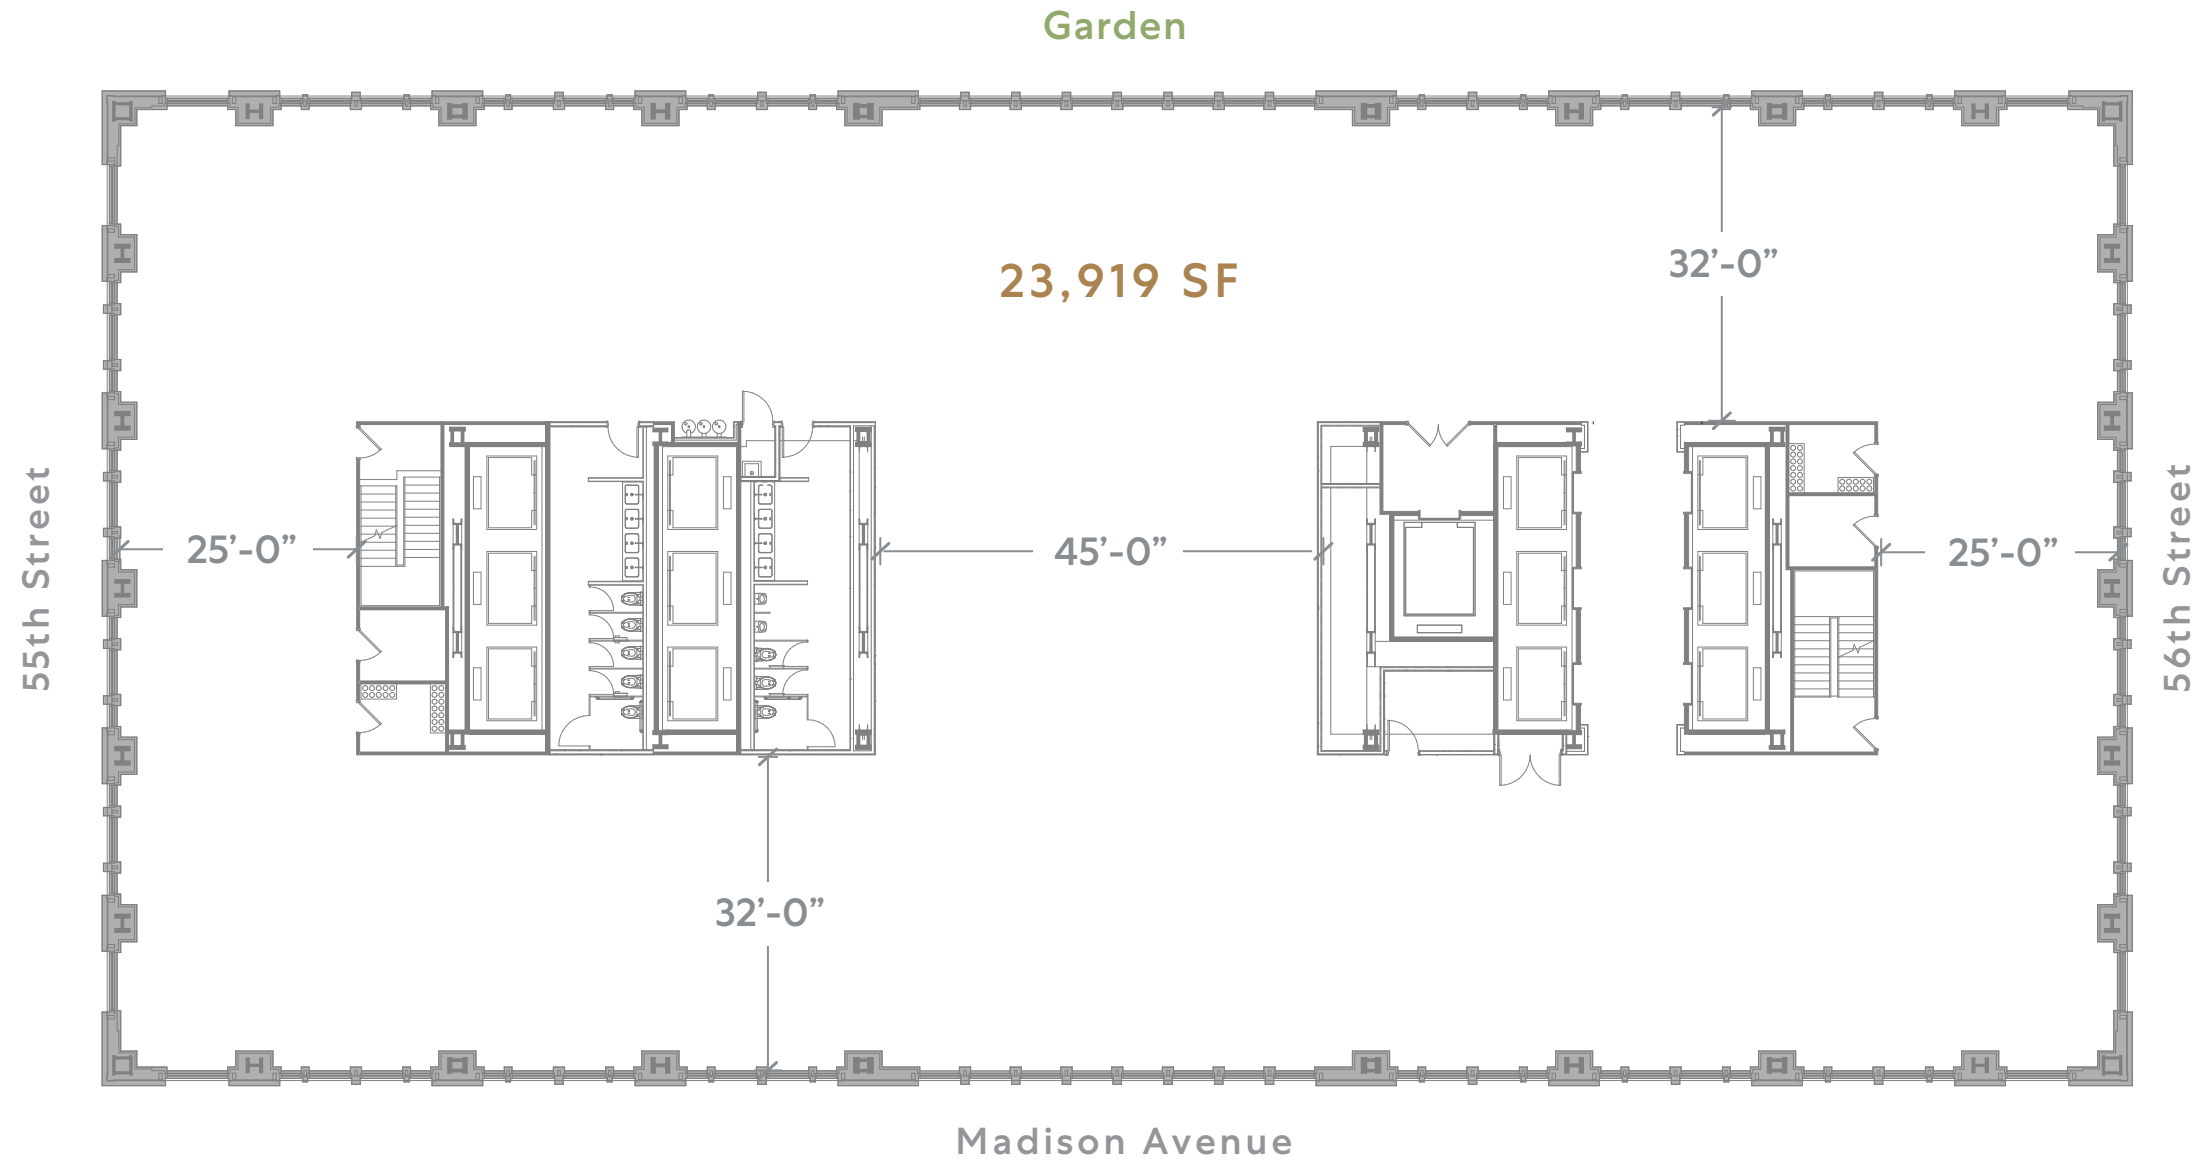 Garden
23,919 SF
32’-0”
55th Street
25’-0”
45’-0”
25’-0”
56th Street
32’-0”
Madison Avenue